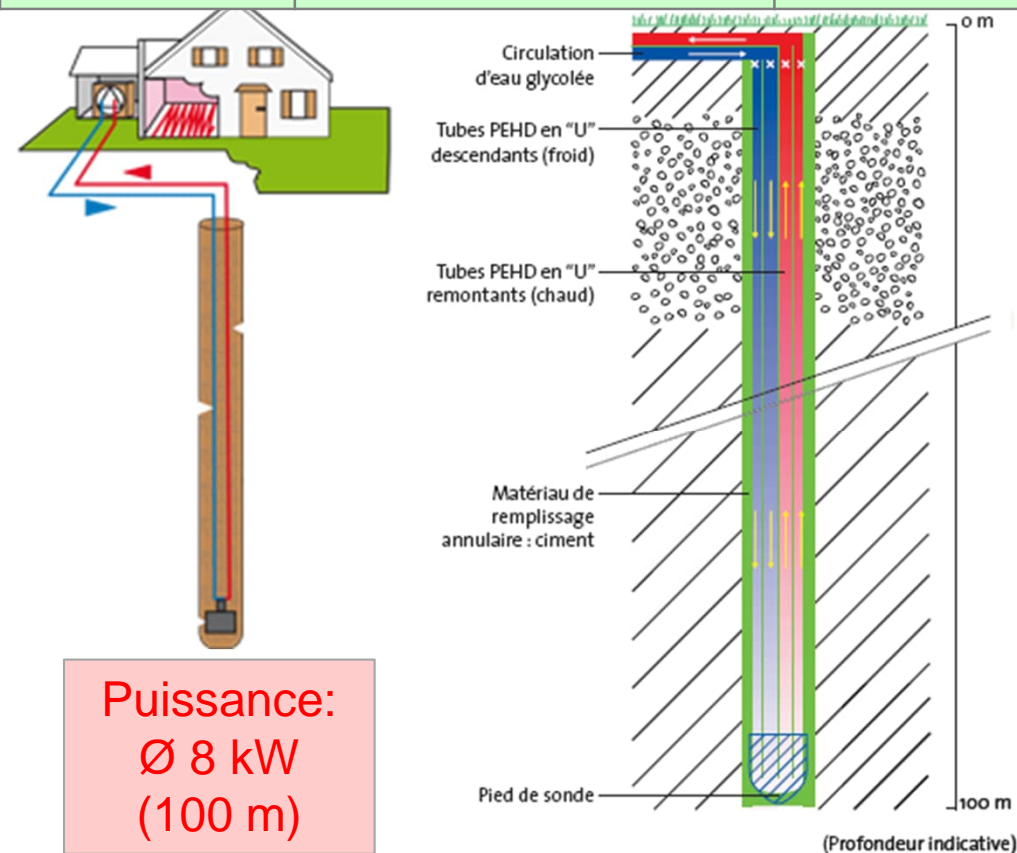 0 m
Circulation
d'eau glycolée
Tubes PEHD en "U"
descendants (froid)
Tubes PEHD en "U"
remontants (chaud)
Matériau de
remplissage
annulaire : ciment
Pied de sonde
100 m
(Profondeur indicative)
Puissance:
Ø 8 kW
(100 m)